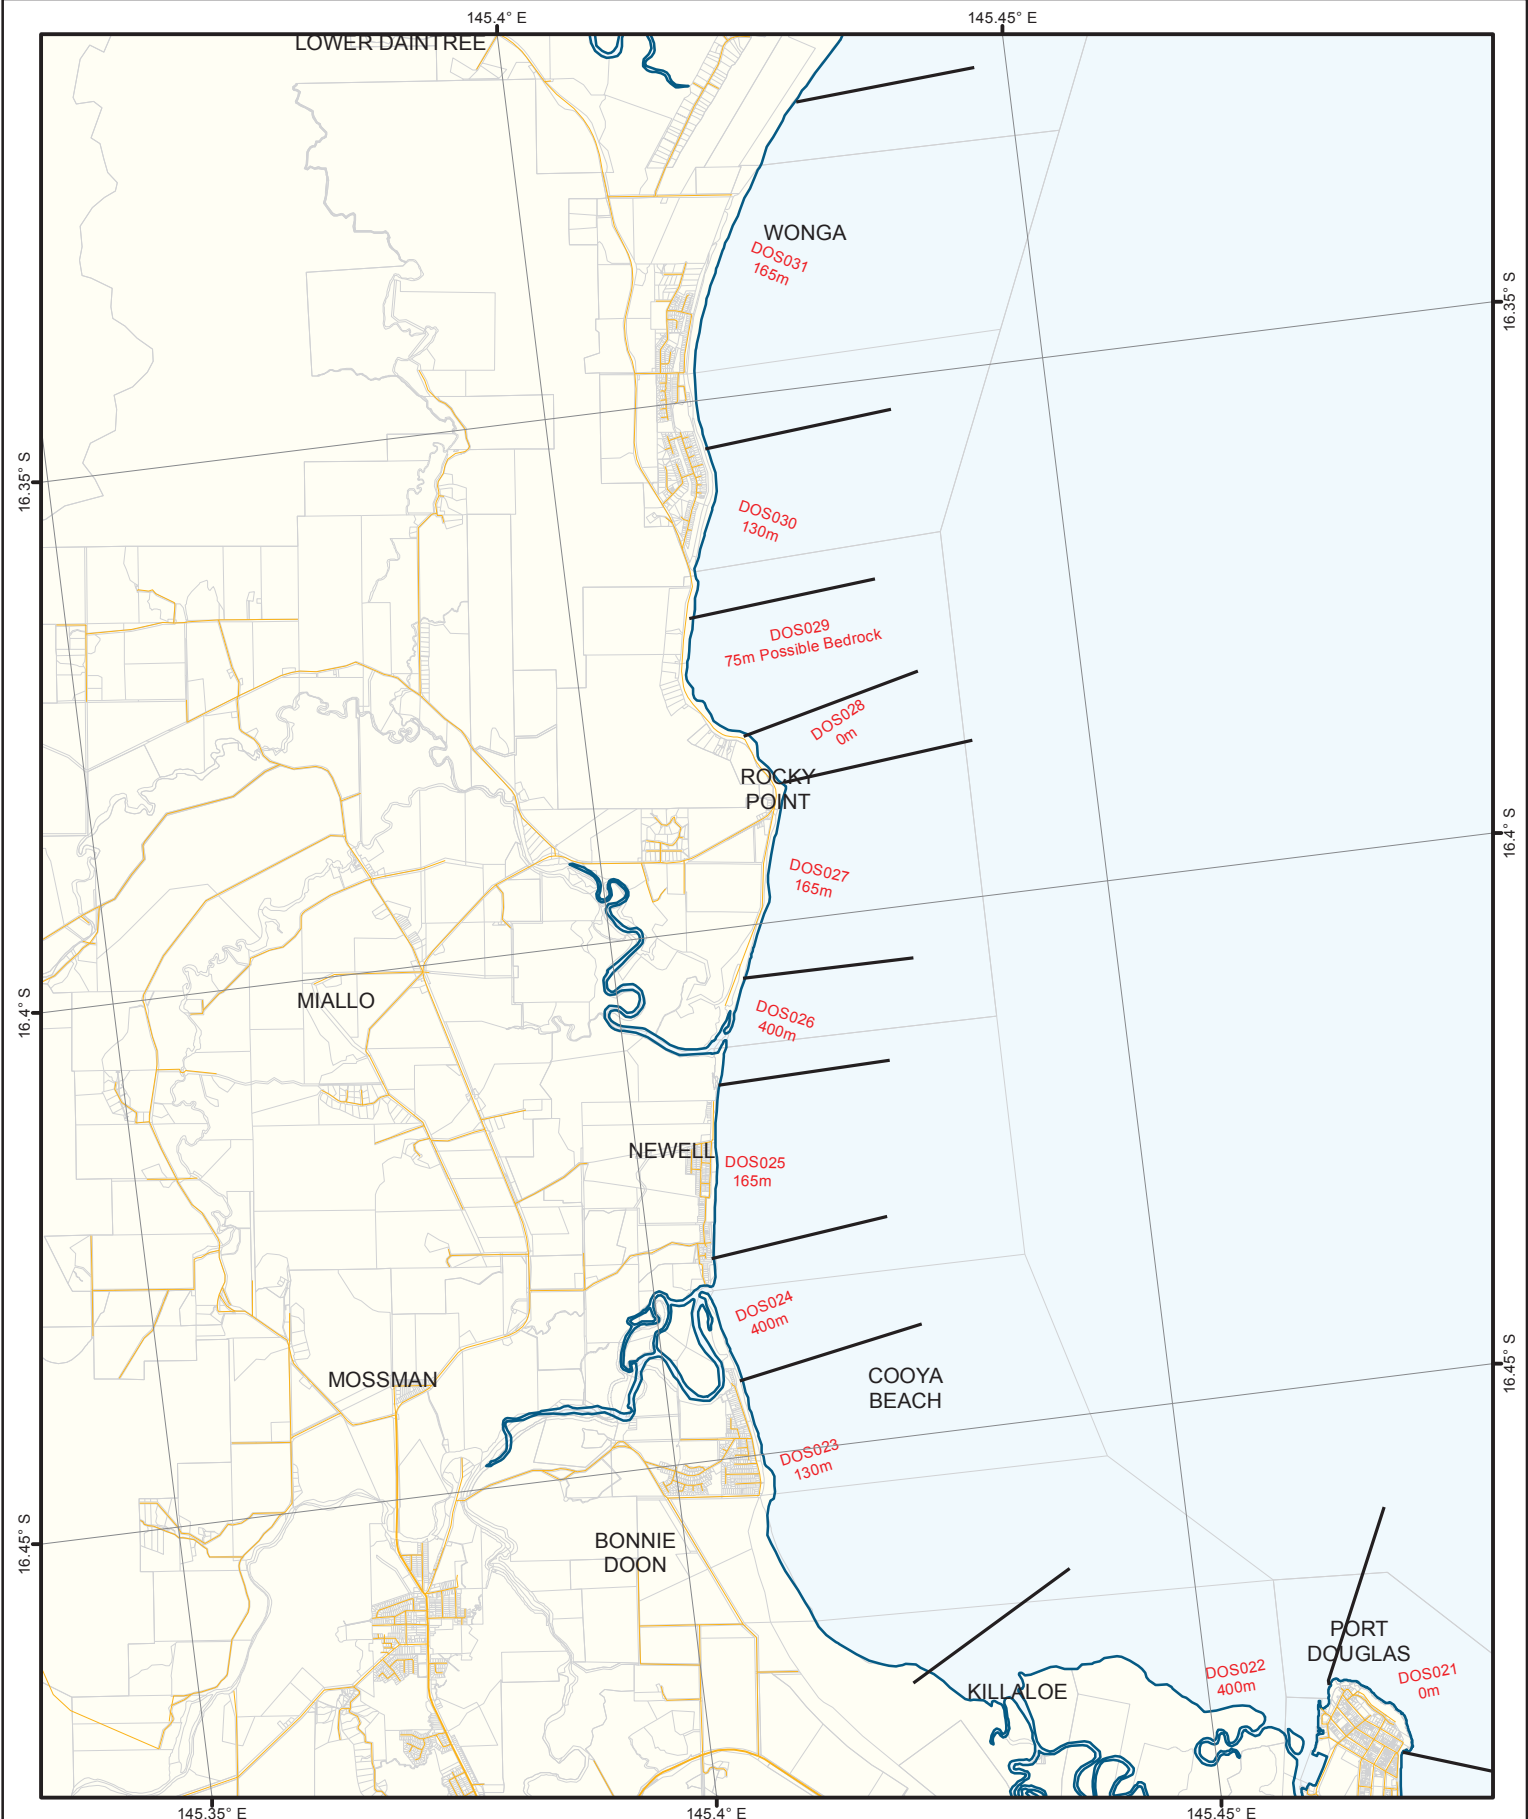 145.4° E
145.45° E
LOWER DAINTREE
WONGA
DOS031
165m
16.35° S
16.35° S
DOS030
130m
DOS029
75m Possible Bedrock
DOS028
0m
ROCKY
POINT
16.4° S
DOS027
165m
MIALLO
16.4° S
DOS026
400m
NEWELL
DOS025
165m
DOS024
400m
MOSSMAN
COOYA
BEACH
16.45° S
DOS023
130m
16.45° S
BONNIE
DOON
PORT
DOUGLAS
KILLALOE
DOS022
400m
DOS021
0m
145.35° E
145.4° E
145.45° E